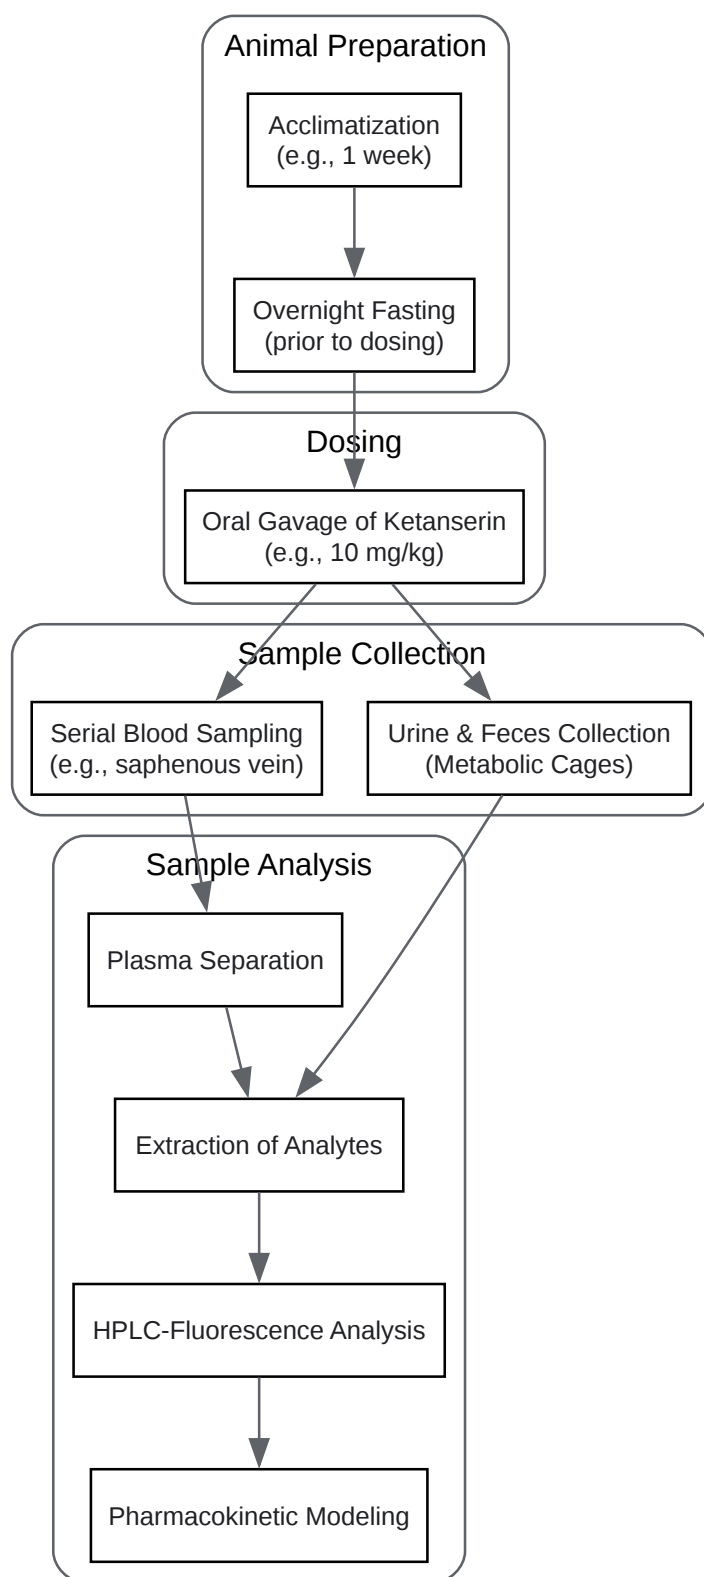 Animal Preparation
Acclimatization
(e.g., 1 week)
Overnight Fasting
(prior to dosing)
Dosing
Oral Gavage of Ketanserin
(e.g., 10 mg/kg)
Sample Collection
Serial Blood Sampling
(e.g., saphenous vein)
Urine & Feces Collection
(Metabolic Cages)
Sample Analysis
Plasma Separation
Extraction of Analytes
HPLC-Fluorescence Analysis
Pharmacokinetic Modeling